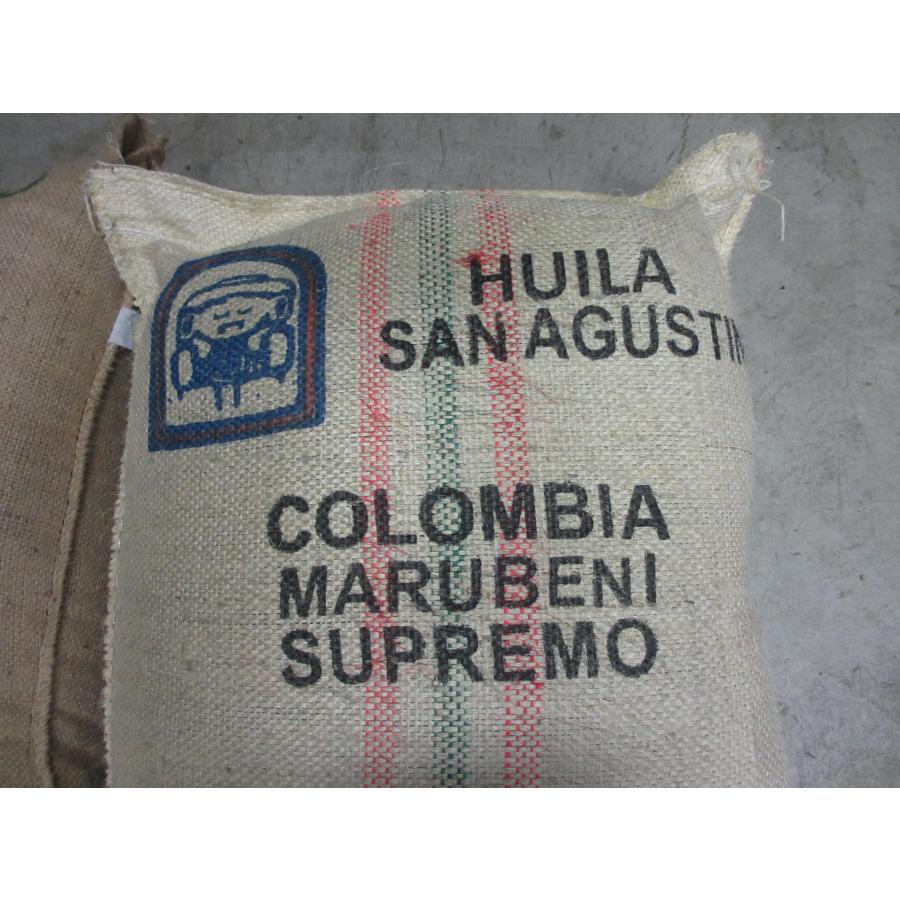 HUILA
SAN AGUSTIN
COLOMBIA
MARUBENI
SUPREMO